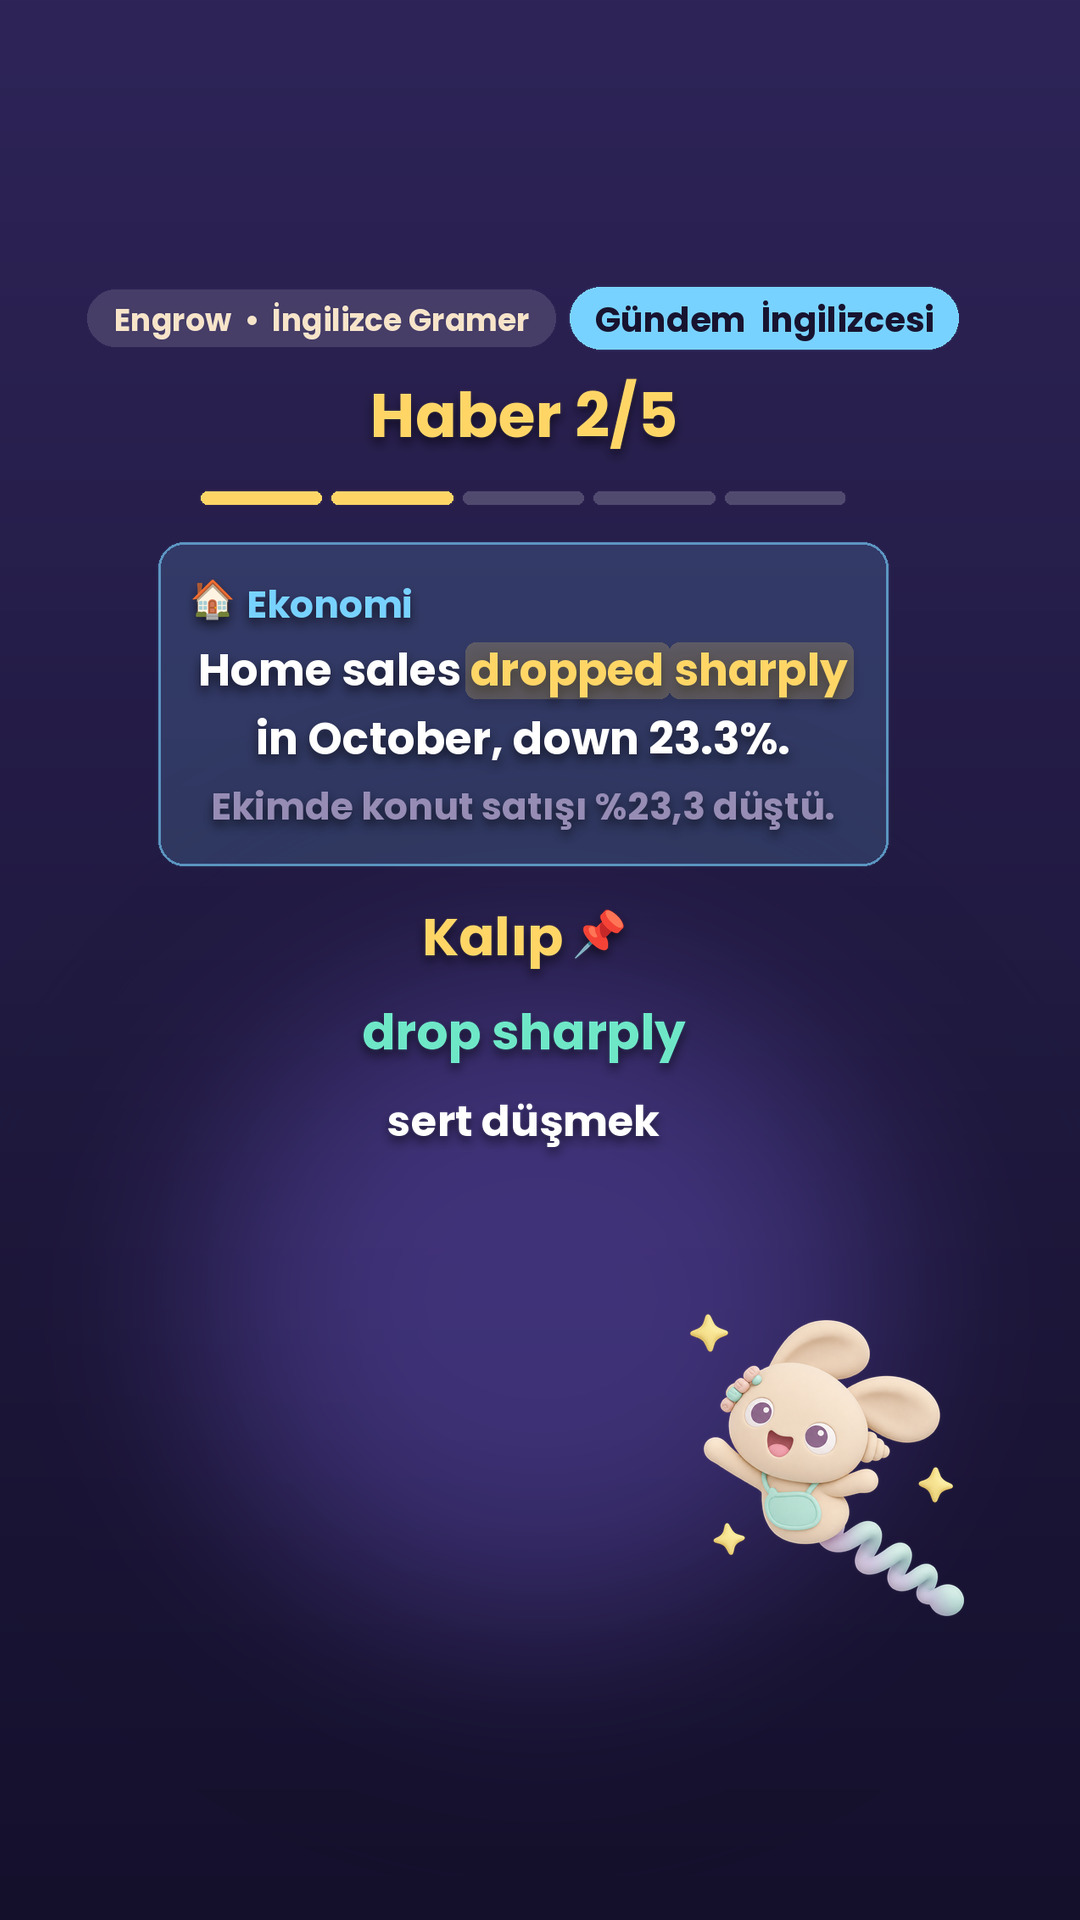 Engrow • İngilizce Gramer
Gündem İngilizcesi
Haber 2/5
Ekonomi
Home sales dropped sharply
in October, down 23.3%.
Ekimde konut satışı %23,3 düştü.
Kalıp
drop sharply
sert düşmek